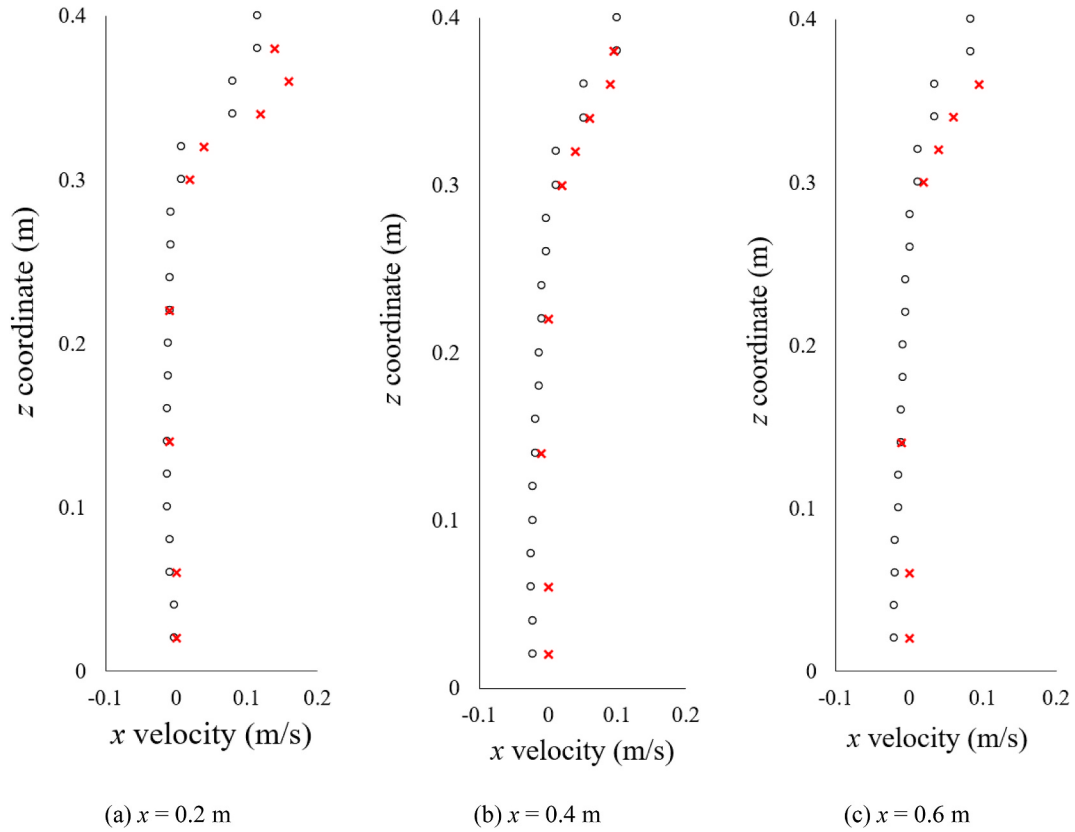 0.4
0.3
0.2
0.1
0
-0.1 0 0.1 0.2
z coordinate (m)
x velocity (m/s)
(a) x = 0.2 m
0.4
0.3
0.2
0.1
0
-0.1 0 0.1 0.2
z coordinate (m)
x velocity (m/s)
(b) x = 0.4 m
0.4
0.3
0.2
0.1
0
-0.1 0 0.1 0.2
z coordinate (m)
x velocity (m/s)
(c) x = 0.6 m